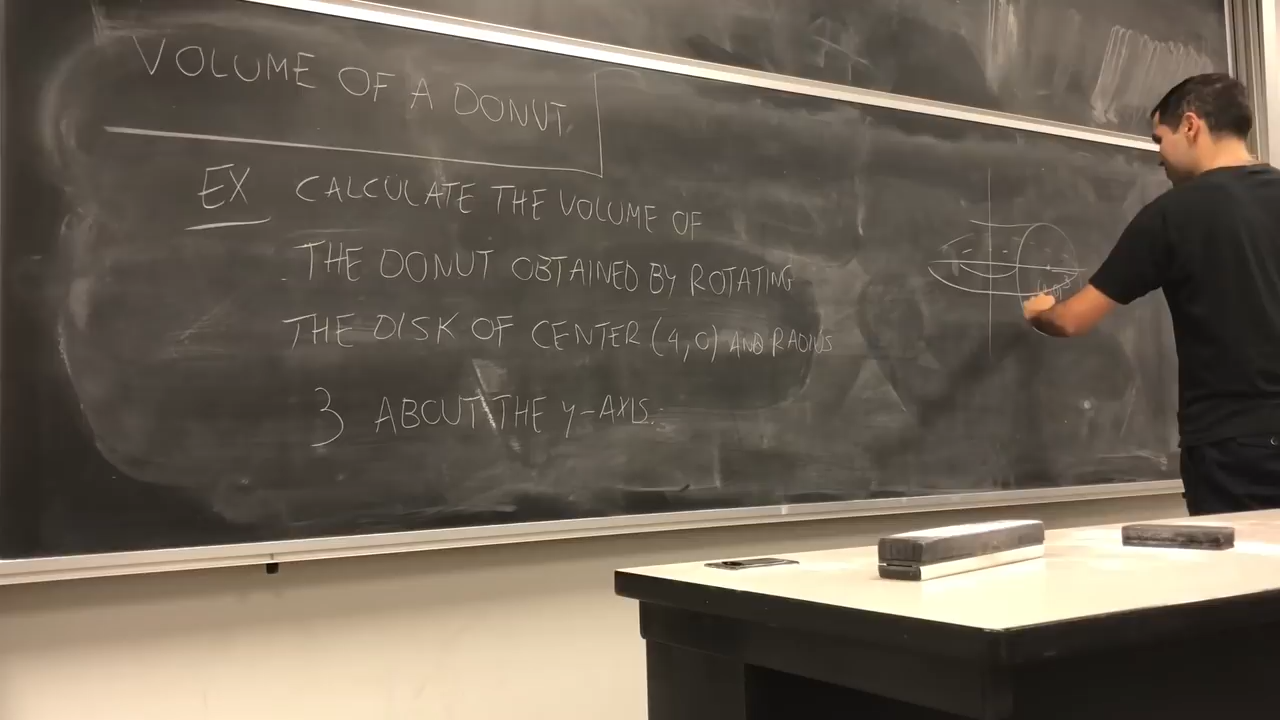 VOLUME OF A DONUT
EX CALCULATE THE VOLUME OF
THE DONUT OBTAINED BY ROTATING
THE DISK OF CENTER (4,0) AND RADIUS
3 ABOUT THE y-AXIS.